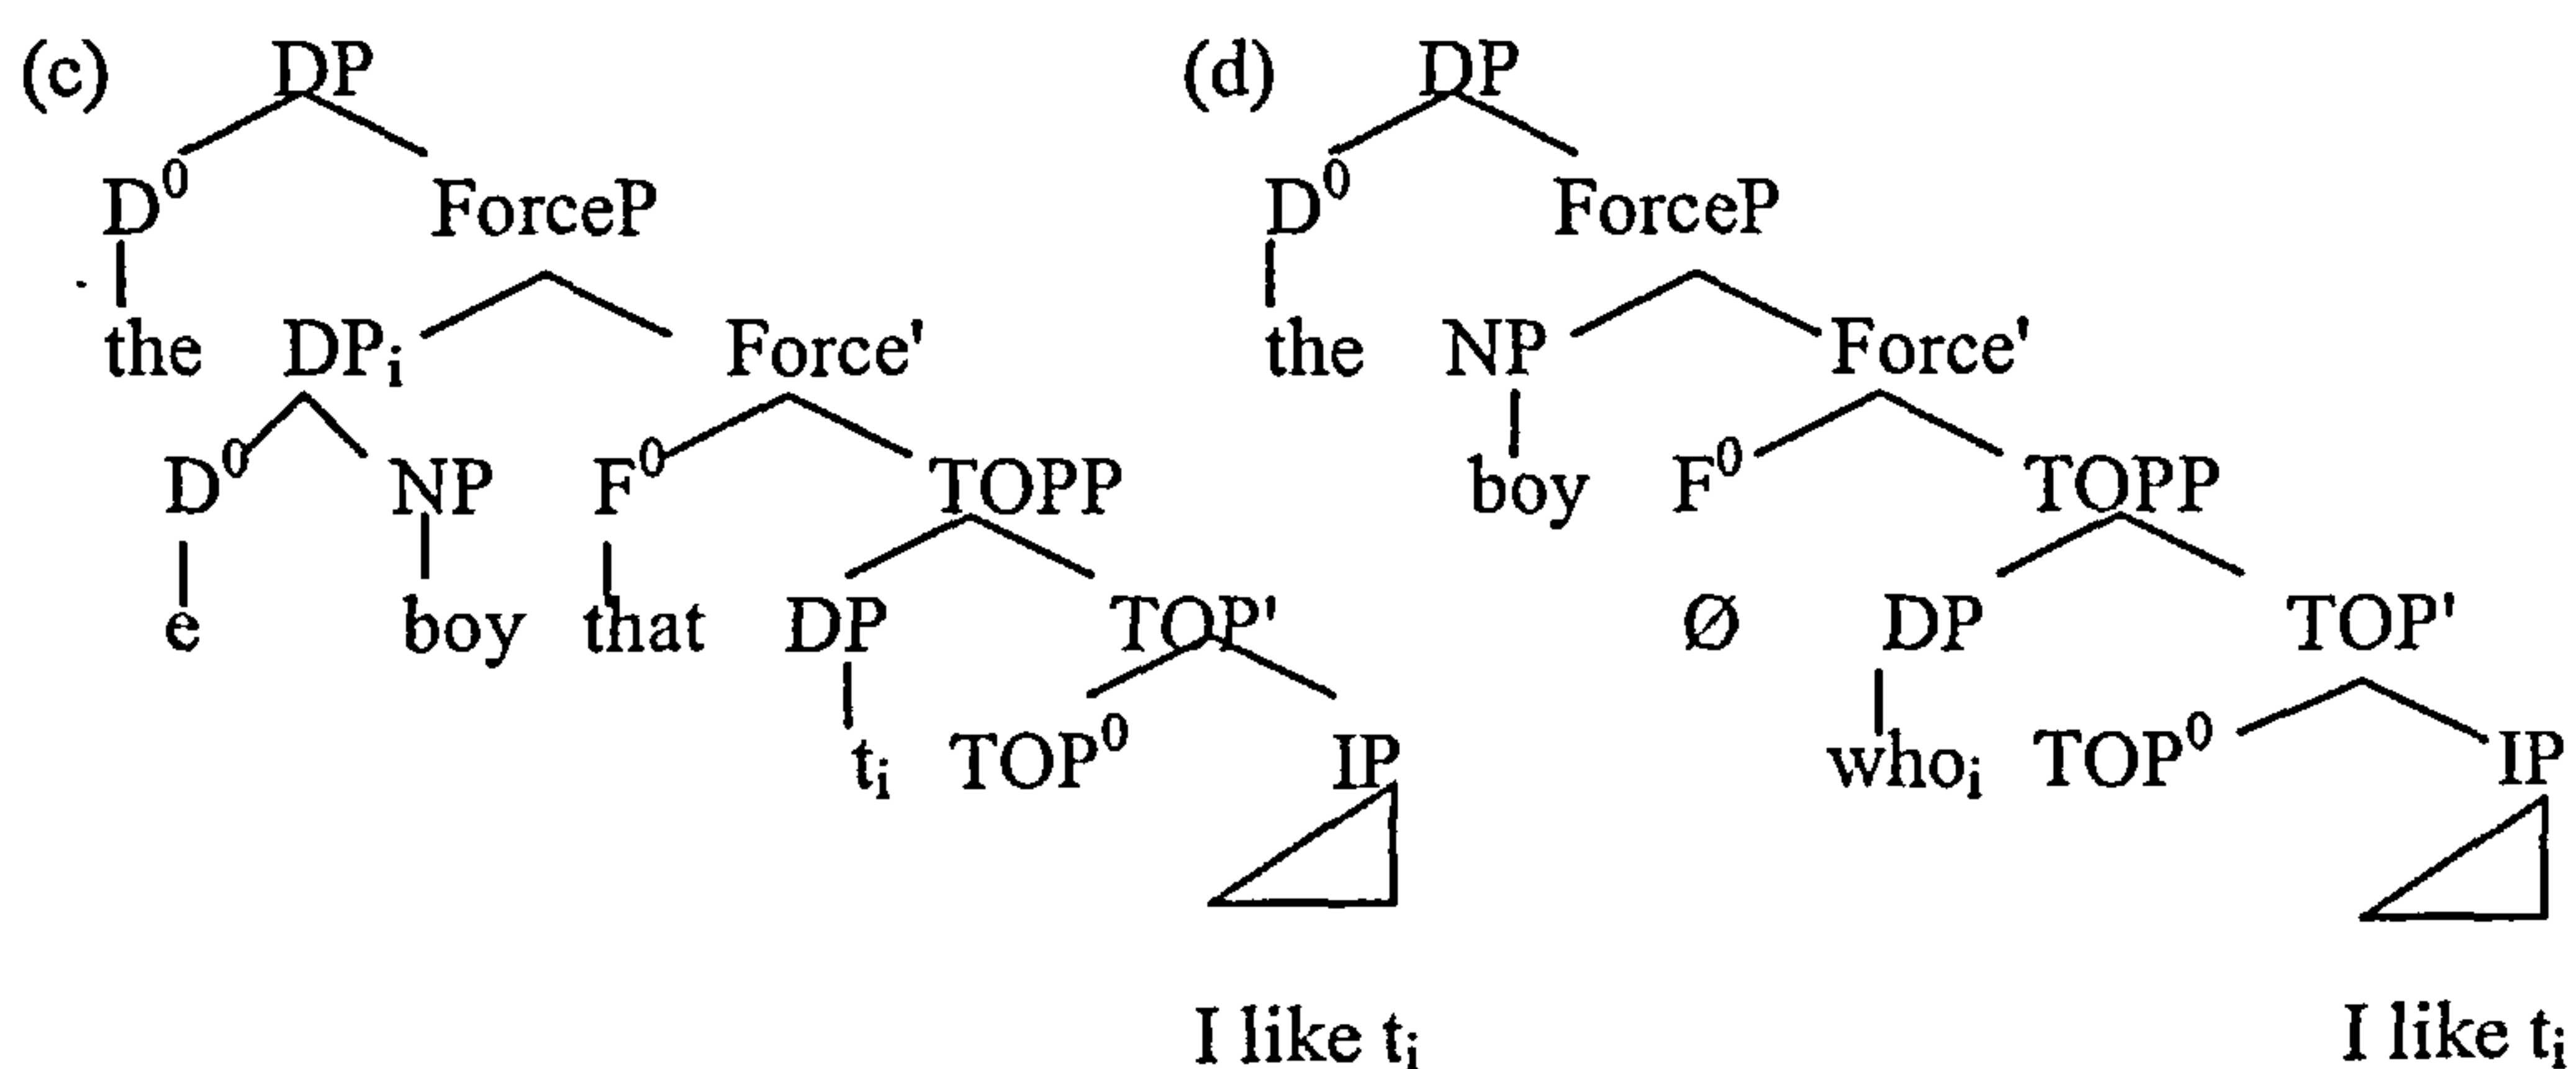 (c) DP (d) DP
D⁰ ForceP D⁰ ForceP
the DPᵢ Force' the NP Force'
D⁰ NP F⁰ TOPP boy F⁰ TOPP
e boy that DP TOP' Ø DP TOP'
tᵢ TOP⁰ IP whoᵢ TOP⁰ IP
I like tᵢ I like tᵢ